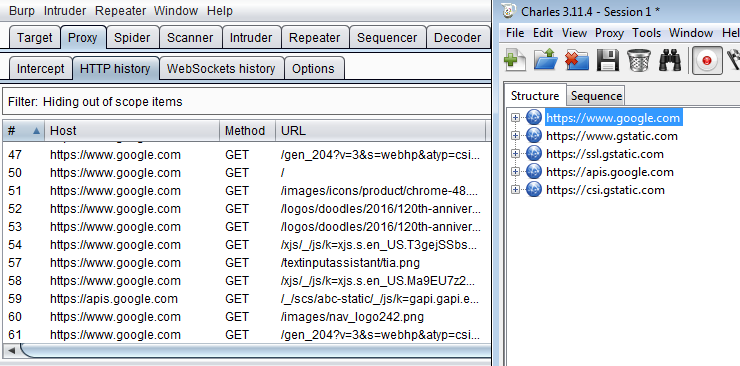 Burp Intruder Repeater Window Help
Target Proxy Spider Scanner Intruder Repeater Sequencer Decoder
Intercept HTTP history WebSockets history Options
Filter: Hiding out of scope items
# Host Method URL
47 https://www.google.com GET /gen_204?v=3&s=webhp&atyp=csi...
50 https://www.google.com GET /
51 https://www.google.com GET /images/icons/product/chrome-48....
52 https://www.google.com GET /logos/doodles/2016/120th-anniver...
53 https://www.google.com GET /logos/doodles/2016/120th-anniver...
54 https://www.google.com GET /xjs/_/js/k=xjs.s.en_US.T3gejSSbs...
57 https://www.google.com GET /textinputassistant/tia.png
58 https://www.google.com GET /xjs/_/js/k=xjs.s.en_US.Ma9EU7z2...
59 https://apis.google.com GET /_/scs/abc-static/_/js/k=gapi.gapi.e...
60 https://www.google.com GET /images/nav_logo242.png
61 https://www.google.com GET /gen_204?v=3&s=webhp&atyp=csi...
Charles 3.11.4 - Session 1 *
File Edit View Proxy Tools Window Help
Structure Sequence
https://www.google.com
https://www.gstatic.com
https://ssl.gstatic.com
https://apis.google.com
https://csi.gstatic.com